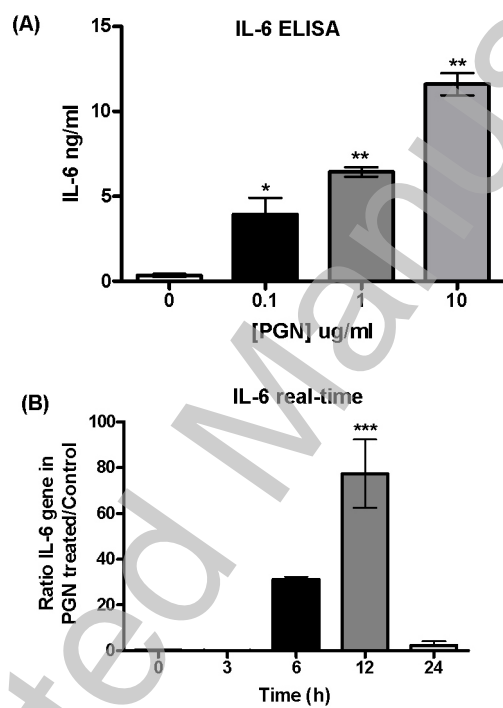 (A)
IL-6 ELISA
IL-6 ng/ml
15
10
5
0
*
**
**
0 0.1 1 10
[PGN] ug/ml
(B)
IL-6 real-time
Ratio IL-6 gene in
PGN treated/Control
100
80
60
40
20
0
***
0 3 6 12 24
Time (h)
ted Manus